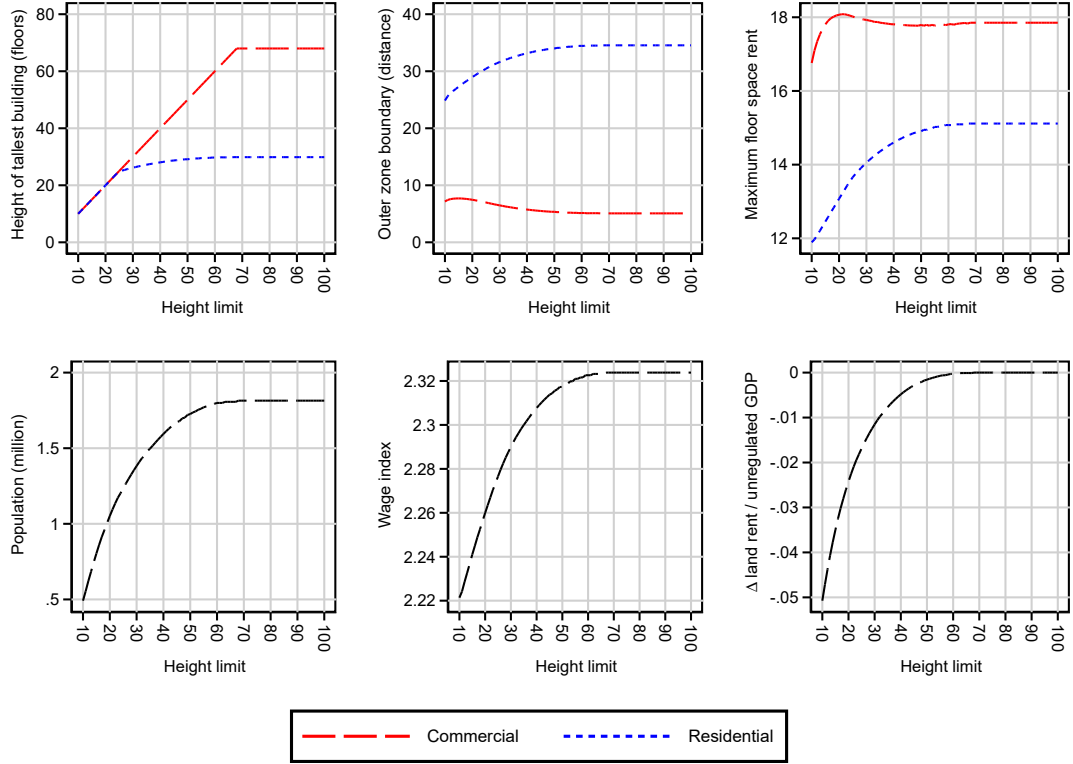 Height of tallest building (floors)
80
60
40
20
0
10 20 30 40 50 60 70 80 90 100
Height limit
Outer zone boundary (distance)
40
30
20
10
0
10 20 30 40 50 60 70 80 90 100
Height limit
Maximum floor space rent
18
16
14
12
10 20 30 40 50 60 70 80 90 100
Height limit
Population (million)
2
1.5
1
.5
10 20 30 40 50 60 70 80 90 100
Height limit
Wage index
2.32
2.3
2.28
2.26
2.24
2.22
10 20 30 40 50 60 70 80 90 100
Height limit
Δ land rent / unregulated GDP
0
-.01
-.02
-.03
-.04
-.05
10 20 30 40 50 60 70 80 90 100
Height limit
Commercial Residential